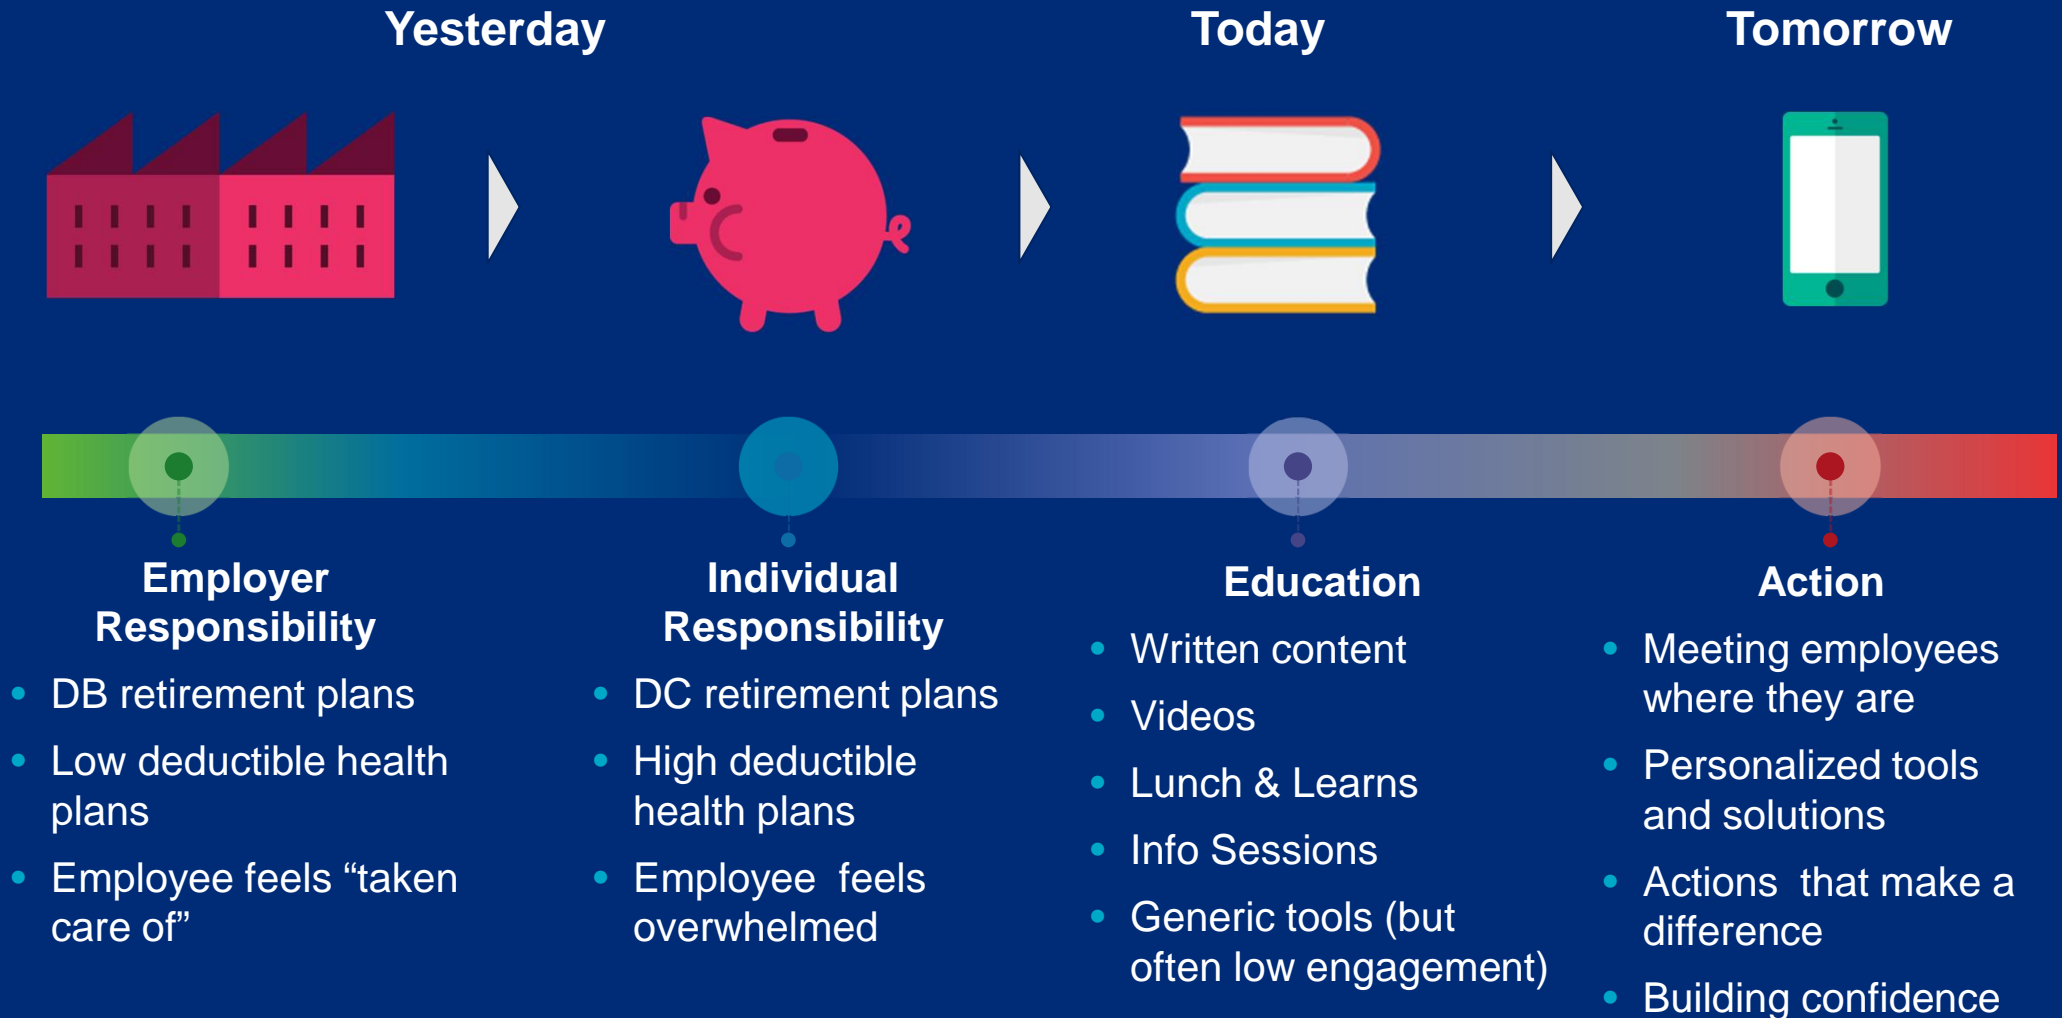 Yesterday
Today
Tomorrow
Employer
Responsibility
• DB retirement plans
• Low deductible health
plans
• Employee feels “taken
care of”
Individual
Responsibility
• DC retirement plans
• High deductible
health plans
• Employee  feels
overwhelmed
Education
• Written content
• Videos
• Lunch & Learns
• Info Sessions
• Generic tools (but
often low engagement)
Action
• Meeting employees
where they are
• Personalized tools
and solutions
• Actions  that make a
difference
• Building confidence